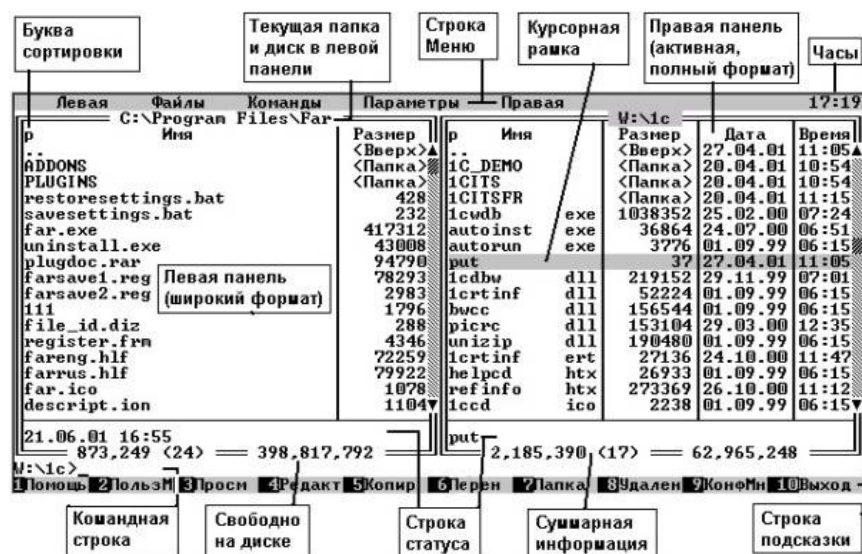 Буква сортировки
Текущая папка и диск в левой панели
Строка Меню
Курсорная рамка
Правая панель (активная, полный формат)
Часы
Левая Файлы Команды Параметры Правая 17:19
C:\Program Files\Far
р Имя Размер
.. <Вверх>
ADDONS <Папка>
PLUGINS <Папка>
restoresettings.bat 428
savesettings.bat 232
far.exe 417312
uninstall.exe 43008
plugdoc.rar 94790
farsave1.reg 78293
farsave2.reg 2983
111 1796
file_id.diz 288
register.frm 4346
fareng.hlf 72259
farrus.hlf 79922
far.ico 1078
descript.ion 1104
Левая панель (широкий формат)
21.06.01 16:55
873,249 (24) 398,817,792
W:\1c
р Имя Размер Дата Время
.. <Вверх> 27.04.01 11:05
1C_DEMO <Папка> 20.04.01 10:54
1CITS <Папка> 20.04.01 10:54
1CITSFR <Папка> 20.04.01 11:15
1cwdb exe 1038352 25.02.00 07:24
autoinst exe 36864 24.07.00 06:51
autorun exe 3776 01.09.99 06:15
put 37 27.04.01 11:05
1cdbw dll 219152 29.11.99 07:01
1crtinf dll 52224 01.09.99 06:15
bwcc dll 156544 01.09.99 06:15
picrc dll 153104 29.03.00 12:35
unizip dll 190480 01.09.99 06:15
1crtinf ert 27136 24.10.00 11:47
helpcd htx 26933 01.09.99 06:15
refinfo htx 273369 26.10.00 11:12
1ccd ico 2238 01.09.99 06:15
put
2,185,390 (17) 62,965,248
W:\1c>
1Помощь 2ПользМ 3Просм 4Редакт 5Копир 6Перен 7Папка 8Удален 9КонфМн 10Выход
Командная строка
Свободно на диске
Строка статуса
Суммарная информация
Строка подсказки